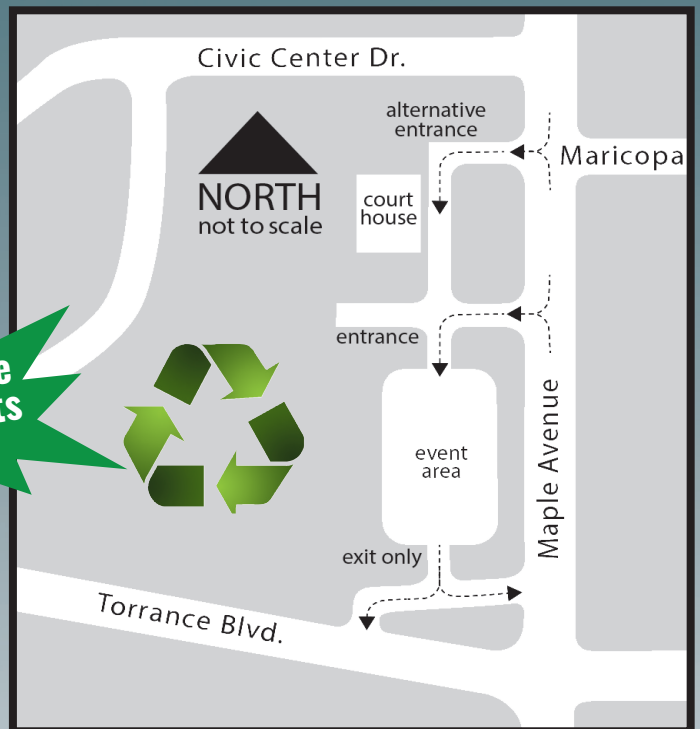 Civic Center Dr.
alternative
entrance
Maricopa
NORTH
not to scale
court
house
entrance
event
area
Maple Avenue
exit only
Torrance Blvd.